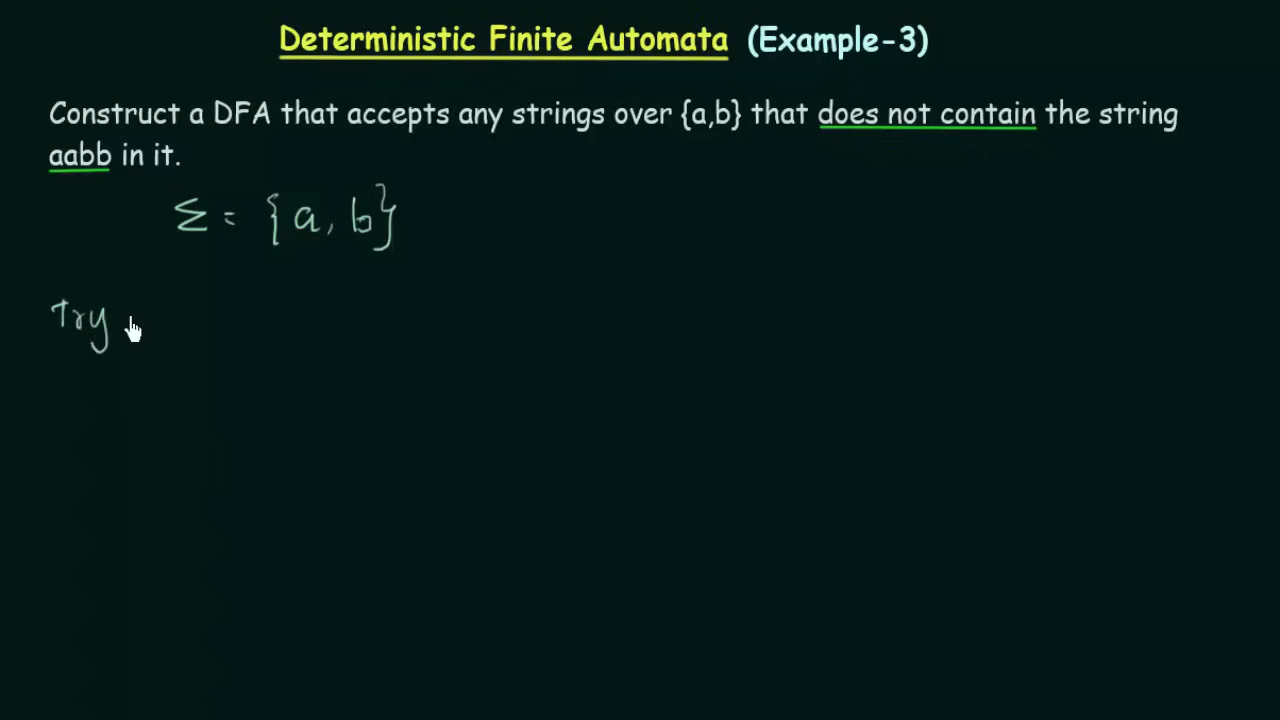 Deterministic Finite Automata (Example-3)
Construct a DFA that accepts any strings over {a,b} that does not contain the string
aabb in it.
Σ = {a, b}
Try